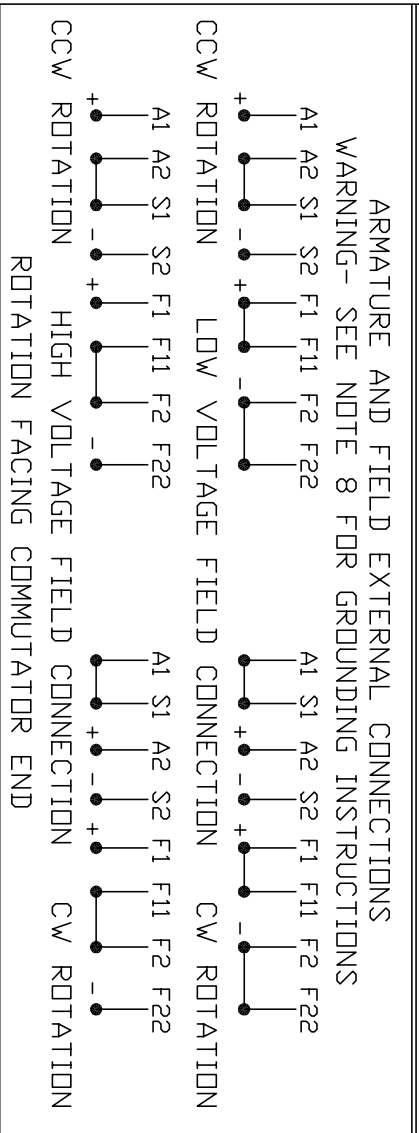 ARMATURE AND FIELD EXTERNAL CONNECTIONS
WARNING- SEE NOTE 8 FOR GROUNDING INSTRUCTIONS
A1 A2 S1 S2 F1 F11 F2 F22 A1 S1 A2 S2 F1 F11 F2 F22
+ - + - + - + -
CCW ROTATION LOW VOLTAGE FIELD CONNECTION CW ROTATION
A1 A2 S1 S2 F1 F11 F2 F22 A1 S1 A2 S2 F1 F11 F2 F22
+ - + - + - + -
CCW ROTATION HIGH VOLTAGE FIELD CONNECTION CW ROTATION
ROTATION FACING COMMUTATOR END